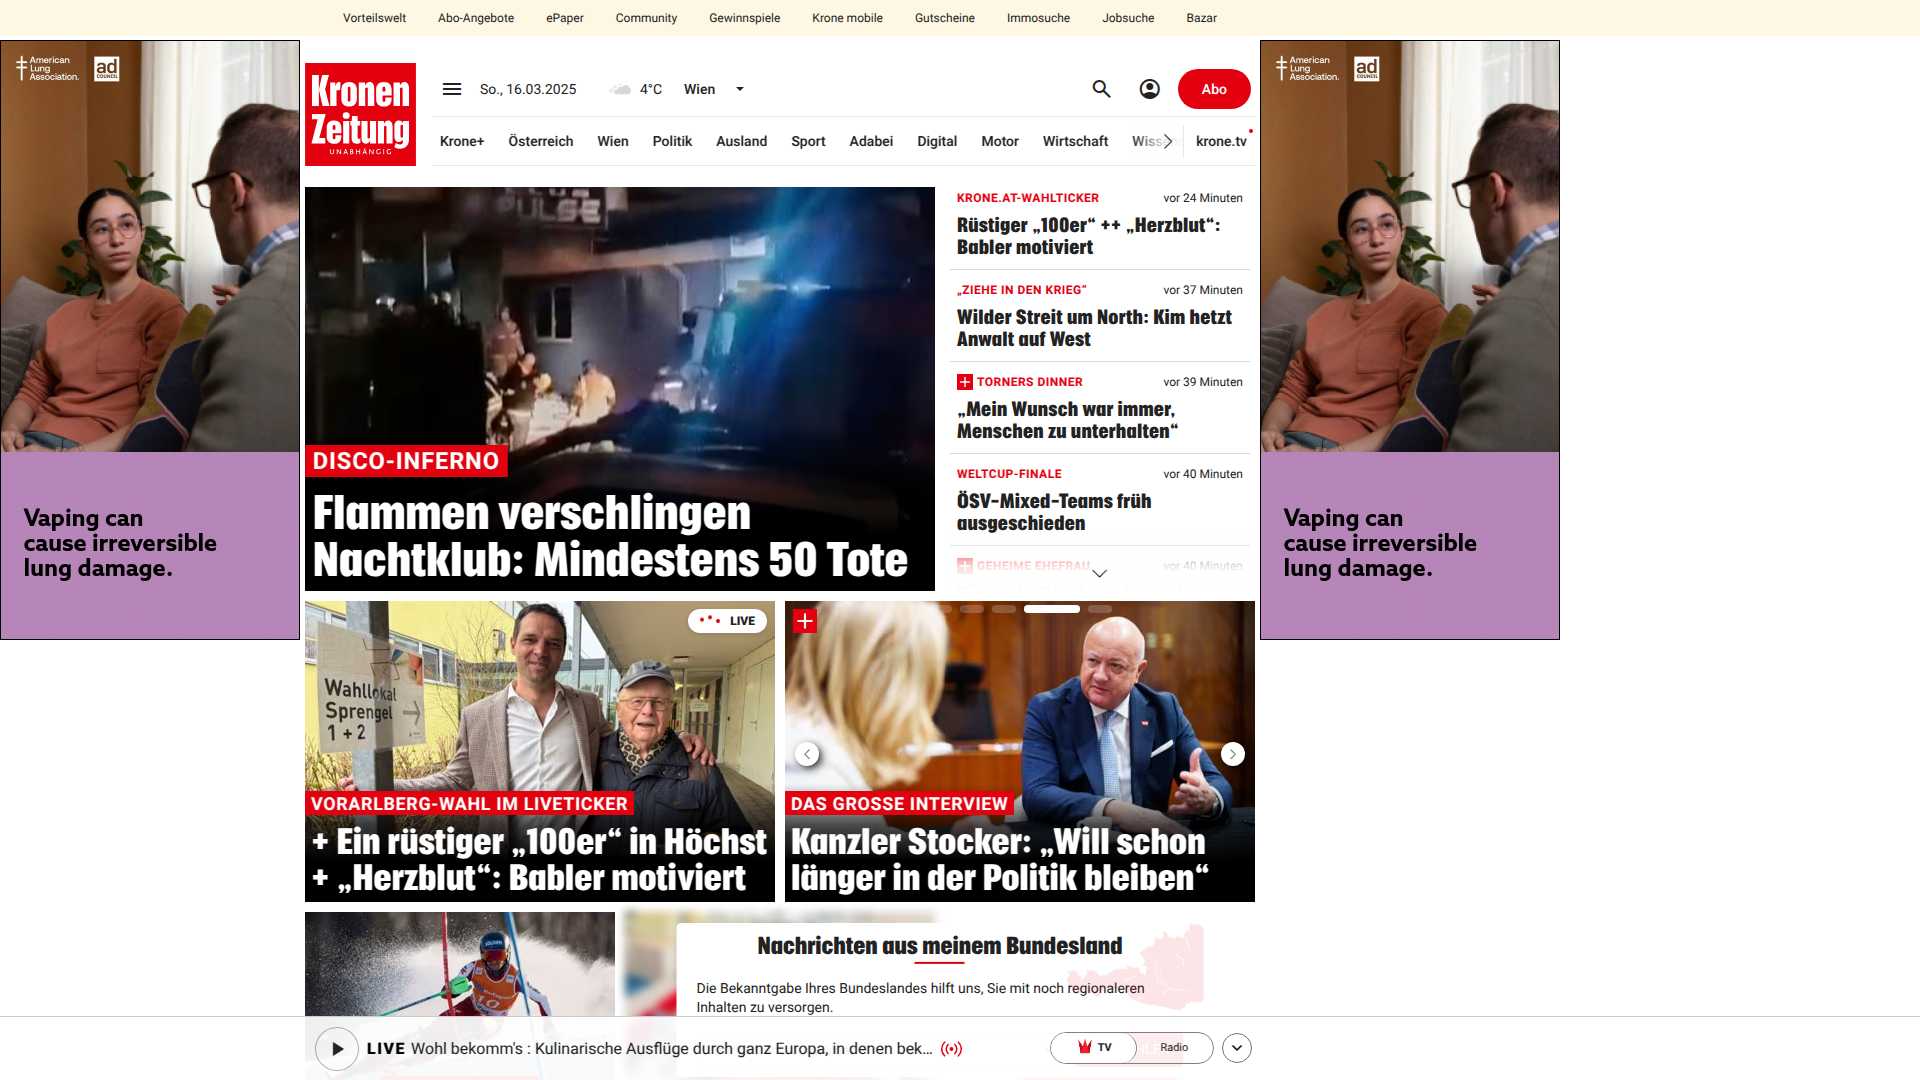 Vorteilswelt Abo-Angebote ePaper Community Gewinnspiele Krone mobile Gutscheine Immosuche Jobsuche Bazar
American
Lung
Association.
ad
COUNCIL
Vaping can
cause irreversible
lung damage.
Kronen
Zeitung
UNABHÄNGIG
So., 16.03.2025 4°C Wien Abo
Krone+ Österreich Wien Politik Ausland Sport Adabei Digital Motor Wirtschaft krone.tv
PULSE
DISCO-INFERNO
Flammen verschlingen
Nachtklub: Mindestens 50 Tote
KRONE.AT-WAHLTICKER vor 24 Minuten
Rüstiger „100er“ ++ „Herzblut“:
Babler motiviert
„ZIEHE IN DEN KRIEG“ vor 37 Minuten
Wilder Streit um North: Kim hetzt
Anwalt auf West
TORNERS DINNER vor 39 Minuten
„Mein Wunsch war immer,
Menschen zu unterhalten“
WELTCUP-FINALE vor 40 Minuten
ÖSV-Mixed-Teams früh
ausgeschieden
GEHEIME EHEFRAU vor 40 Minuten
Wahllokal
Sprengel
1 + 2
LIVE
VORARLBERG-WAHL IM LIVETICKER
+ Ein rüstiger „100er“ in Höchst
+ „Herzblut“: Babler motiviert
DAS GROSSE INTERVIEW
Kanzler Stocker: „Will schon
länger in der Politik bleiben“
10
Nachrichten aus meinem Bundesland
Die Bekanntgabe Ihres Bundeslandes hilft uns, Sie mit noch regionaleren
Inhalten zu versorgen.
LIVE Wohl bekomm's : Kulinarische Ausflüge durch ganz Europa, in denen bek... TV Radio
American
Lung
Association.
ad
COUNCIL
Vaping can
cause irreversible
lung damage.